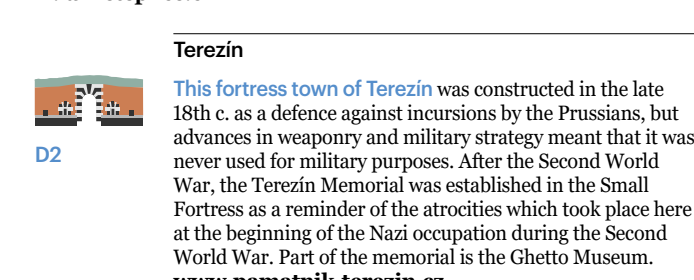 Terezín
This fortress town of Terezín was constructed in the late
18th c. as a defence against incursions by the Prussians, but
advances in weaponry and military strategy meant that it was
D2
never used for military purposes. After the Second World
War, the Terezín Memorial was established in the Small
Fortress as a reminder of the atrocities which took place here
at the beginning of the Nazi occupation during the Second
World War. Part of the memorial is the Ghetto Museum.
www.pamatnik-terezin.cz